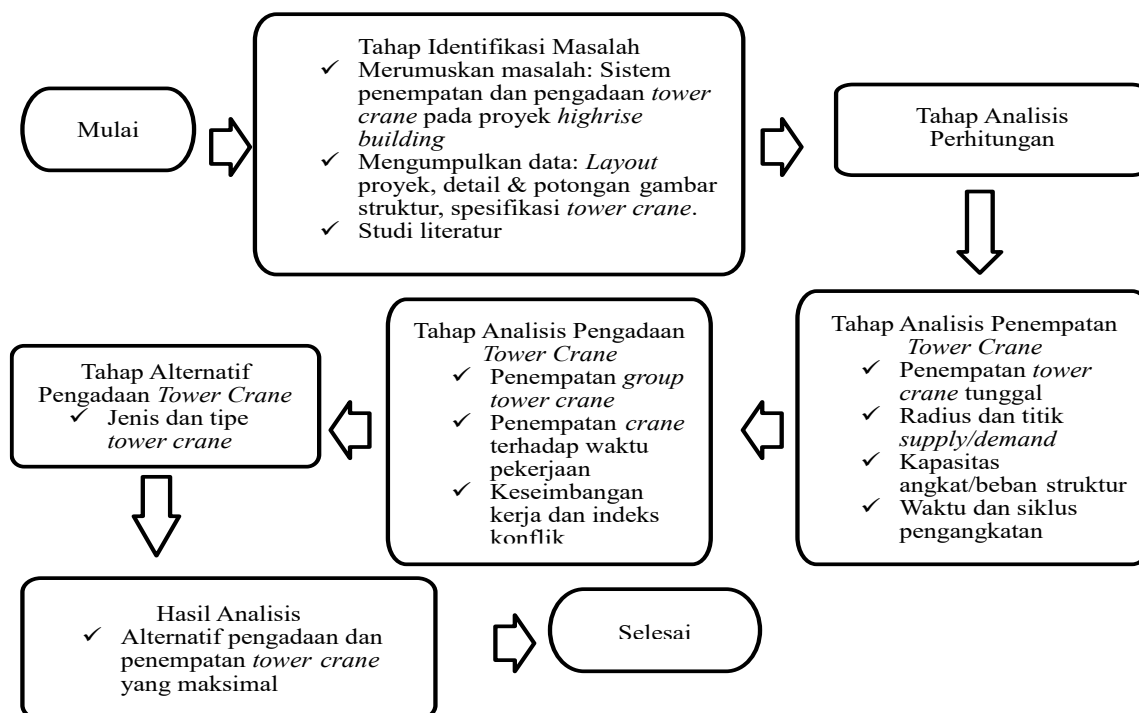 Mulai
Tahap Identifikasi Masalah
✓ Merumuskan masalah: Sistem
penempatan dan pengadaan tower
crane pada proyek highrise
building
✓ Mengumpulkan data: Layout
proyek, detail & potongan gambar
struktur, spesifikasi tower crane.
✓ Studi literatur
Tahap Analisis
Perhitungan
Tahap Analisis Penempatan
Tower Crane
✓ Penempatan tower
crane tunggal
✓ Radius dan titik
supply/demand
✓ Kapasitas
angkat/beban struktur
✓ Waktu dan siklus
pengangkatan
Tahap Analisis Pengadaan
Tower Crane
✓ Penempatan group
tower crane
✓ Penempatan crane
terhadap waktu
pekerjaan
✓ Keseimbangan
kerja dan indeks
konflik
Tahap Alternatif
Pengadaan Tower Crane
✓ Jenis dan tipe
tower crane
Hasil Analisis
✓ Alternatif pengadaan dan
penempatan tower crane
yang maksimal
Selesai